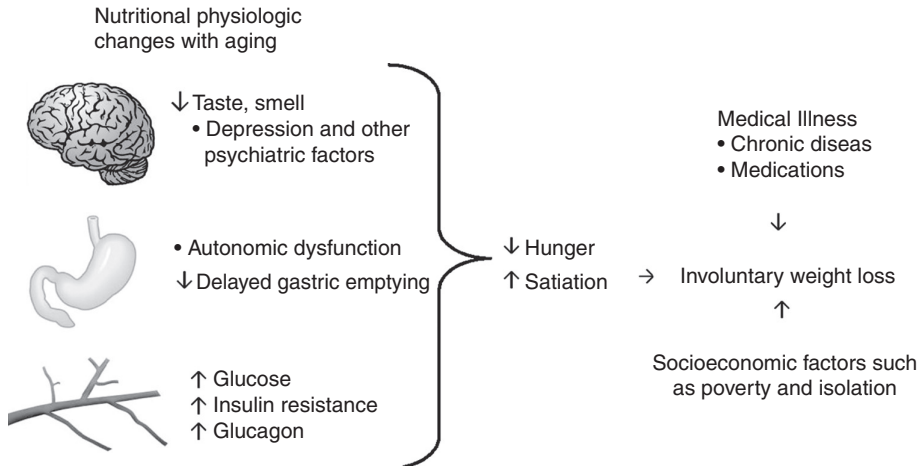 Nutritional physiologic
changes with aging
↓ Taste, smell
• Depression and other
psychiatric factors
• Autonomic dysfunction
↓ Delayed gastric emptying
↑ Glucose
↑ Insulin resistance
↑ Glucagon
↓ Hunger
↑ Satiation
→
Medical Illness
• Chronic diseas
• Medications
↓
Involuntary weight loss
↑
Socioeconomic factors such
as poverty and isolation